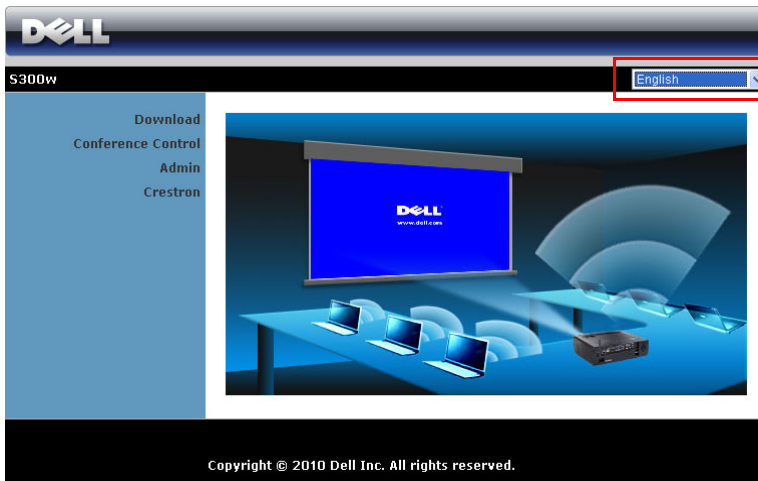 DELL
S300w
English
Download
Conference Control
Admin
Crestron
DELL
www.dell.com
Copyright © 2010 Dell Inc. All rights reserved.